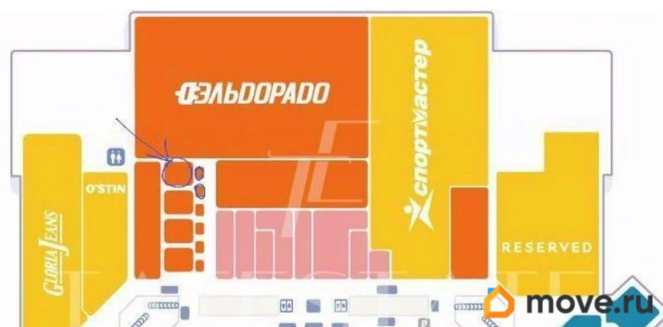 ЭЛЬДОРАДО
спортмастер
O'STIN
GLORIA JEANS
RESERVED
move.ru